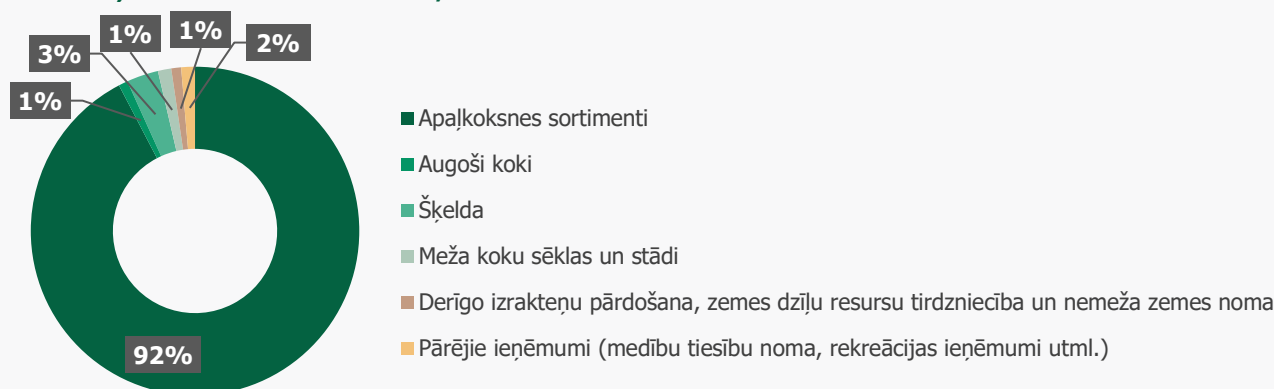 1%
1%
2%
3%
1%
92%
Apaļkoksnes sortimenti
Augoši koki
Šķelda
Meža koku sēklas un stādi
Derīgo izrakteņu pārdošana, zemes dzīļu resursu tirdzniecība un nemeža zemes noma
Pārējie ieņēmumi (medību tiesību noma, rekreācijas ieņēmumi utml.)